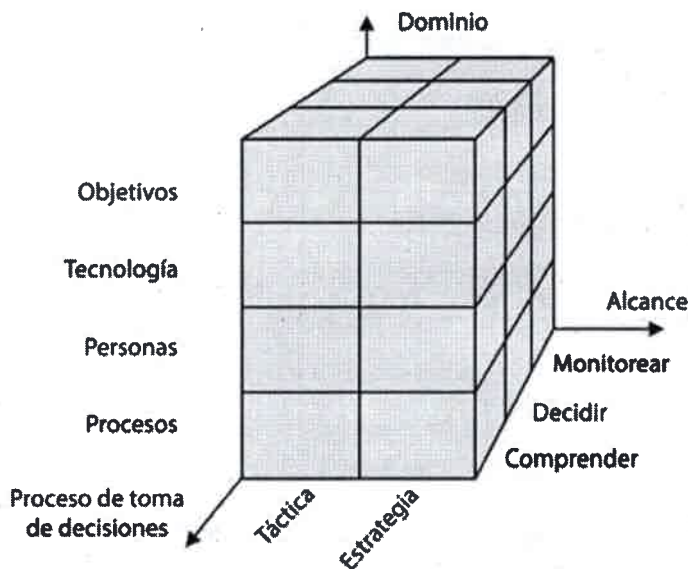 Dominio
Objetivos
Tecnología
Personas
Procesos
Alcance
Monitorear
Decidir
Comprender
Proceso de toma
de decisiones
Táctica
Estrategia